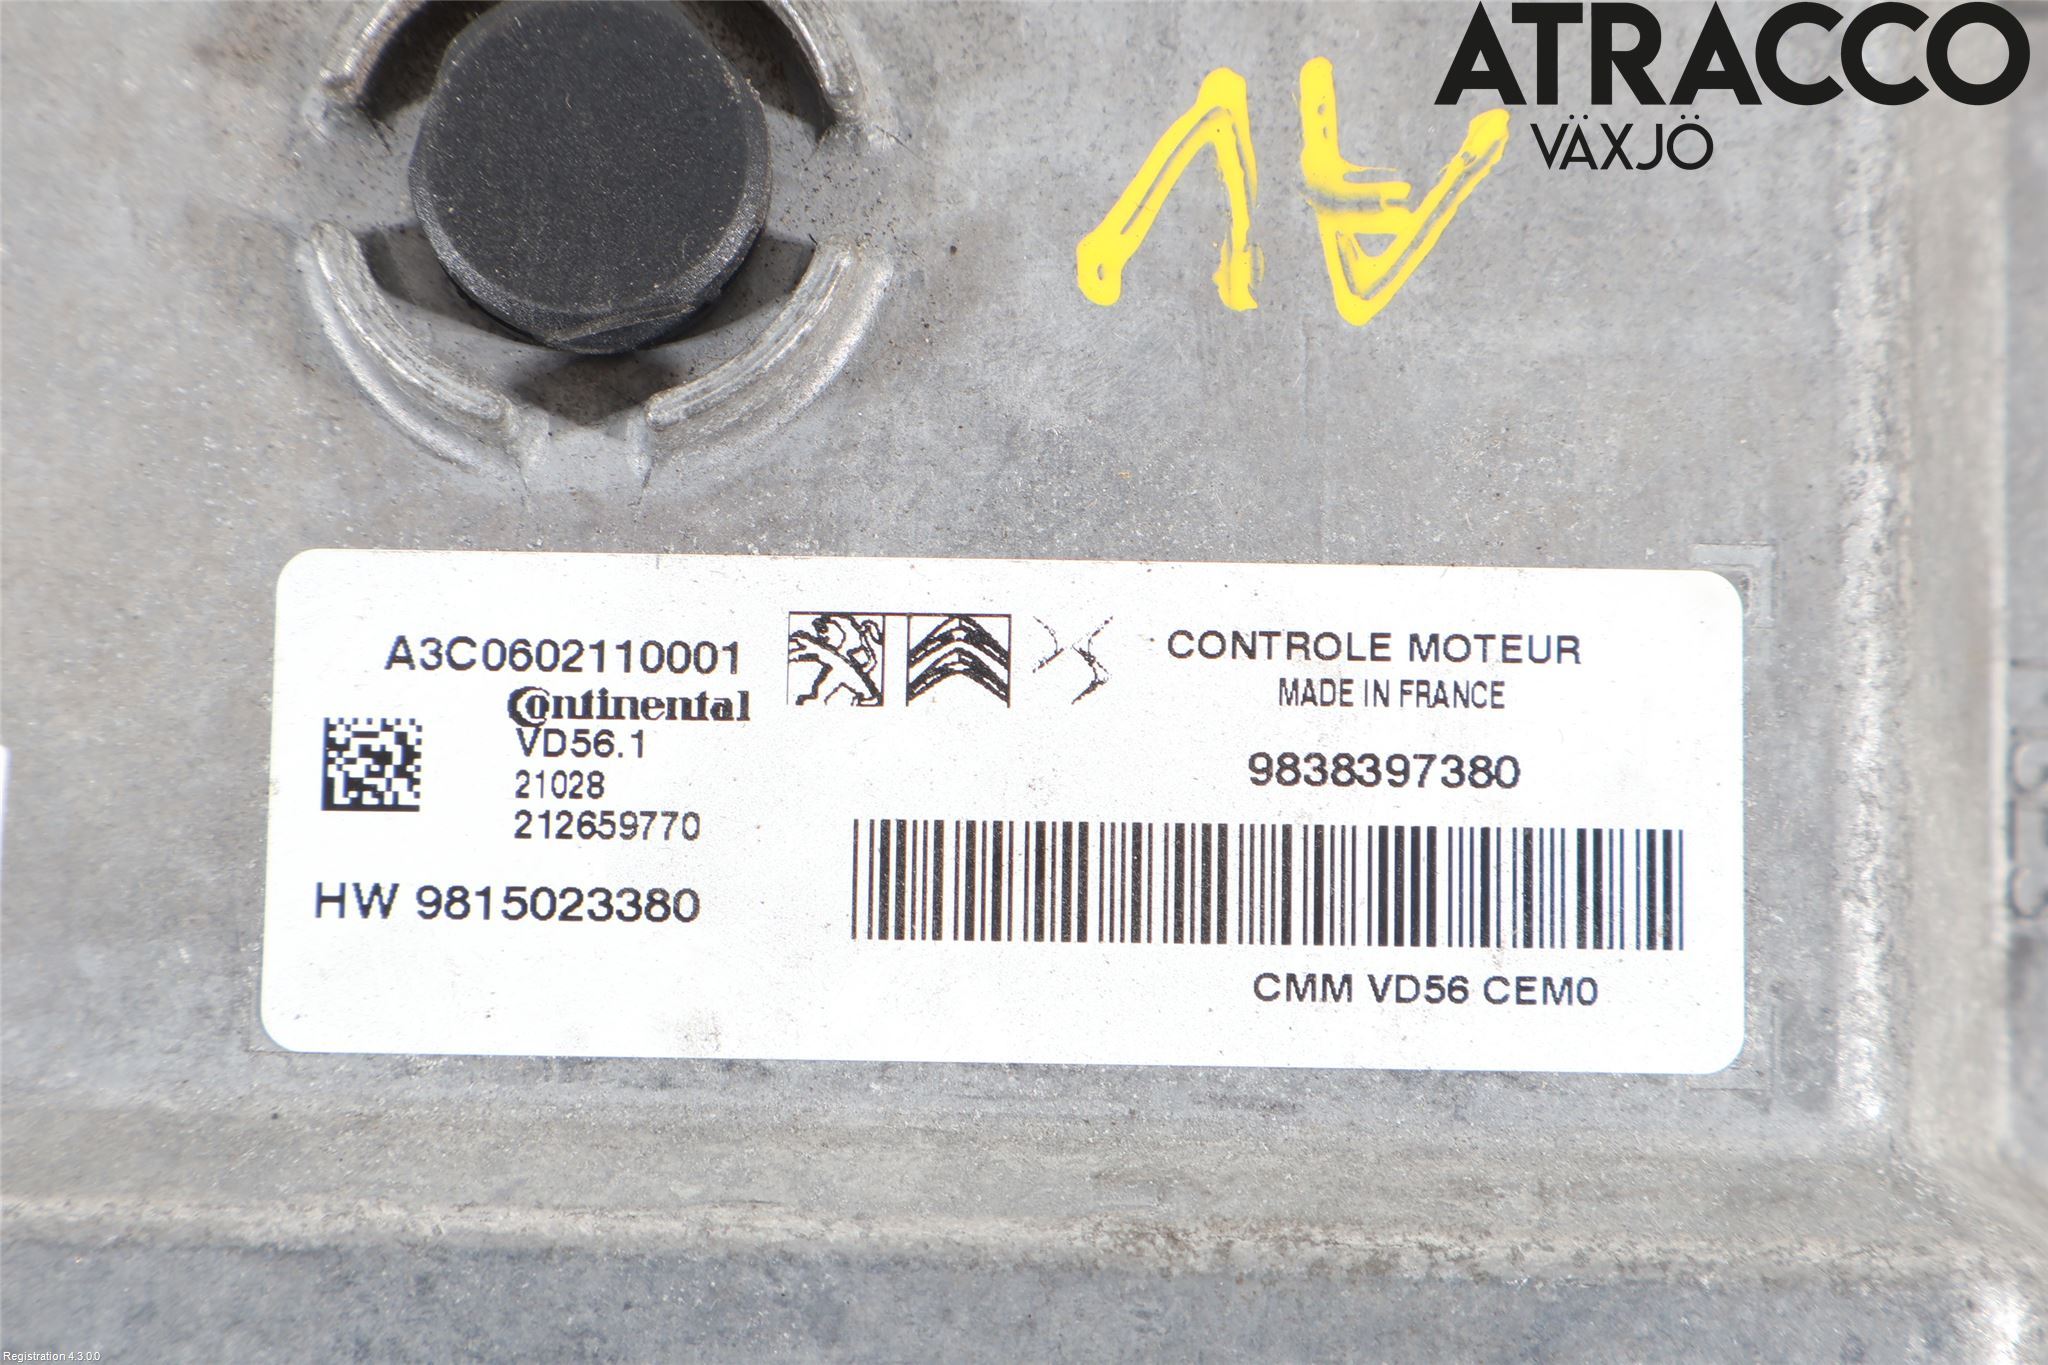 ATRACCO
VÄXJÖ
AV
A3C0602110001
Continental
VD56.1
21028
212659770
HW 9815023380
CONTROLE MOTEUR
MADE IN FRANCE
9838397380
CMM VD56 CEM0
Registration 4.3.0.0